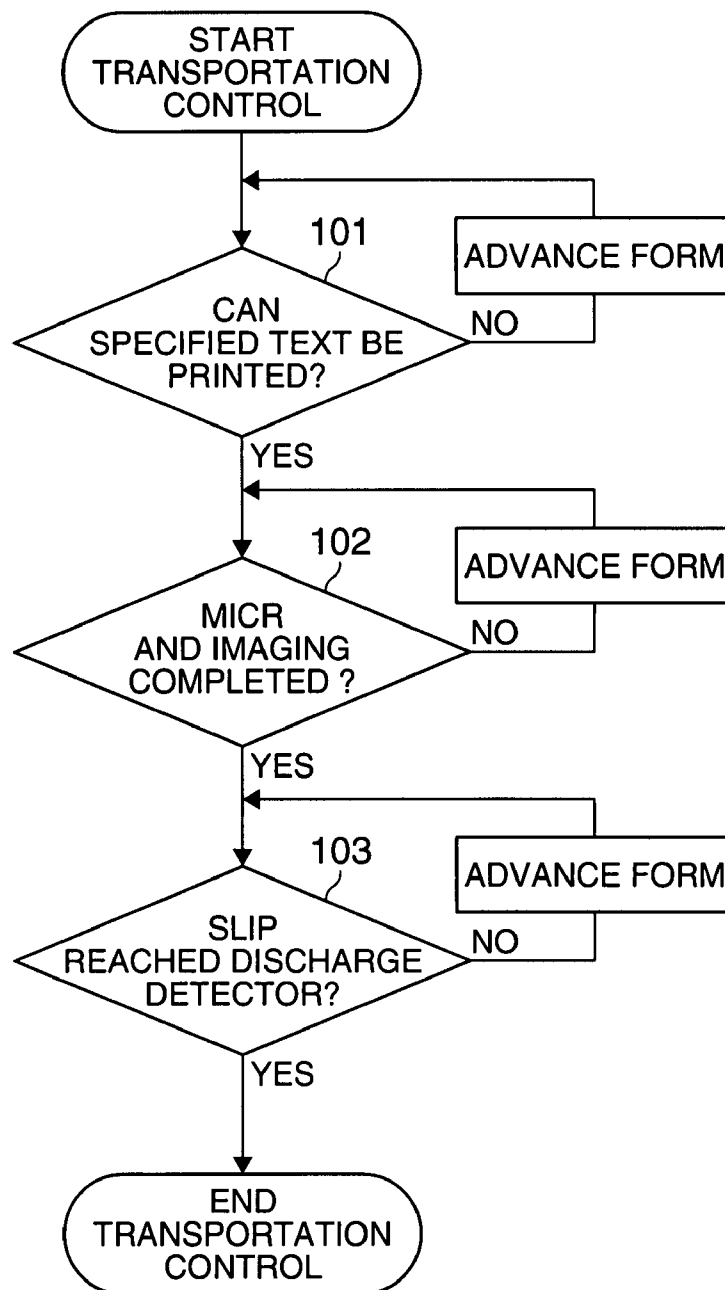 START
TRANSPORTATION
CONTROL
ADVANCE FORM
101
CAN
SPECIFIED TEXT BE
PRINTED?
NO
YES
ADVANCE FORM
102
MICR
AND IMAGING
COMPLETED ?
NO
YES
ADVANCE FORM
103
SLIP
REACHED DISCHARGE
DETECTOR?
NO
YES
END
TRANSPORTATION
CONTROL